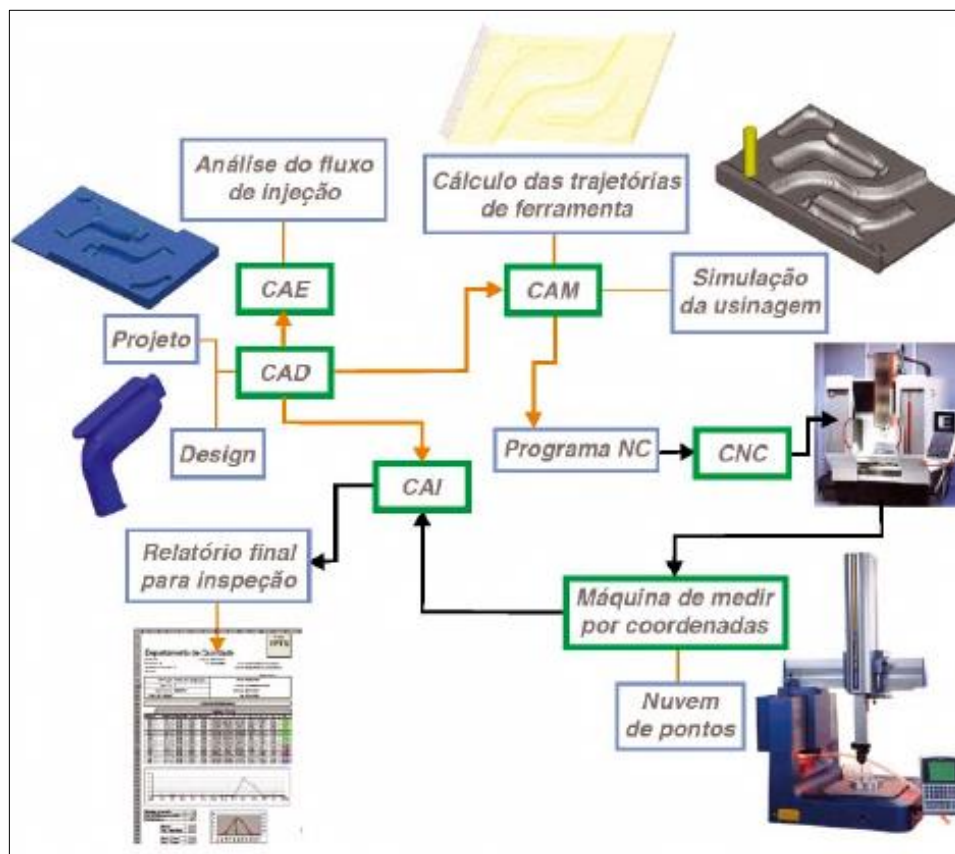 Análise do fluxo
de injeção
Cálculo das trajetórias
de ferramenta
CAE
CAM
Simulação
da usinagem
Projeto
CAD
Design
Programa NC
CNC
CAI
Relatório final
para inspeção
Máquina de medir
por coordenadas
Nuvem
de pontos
Departamento de Qualidade